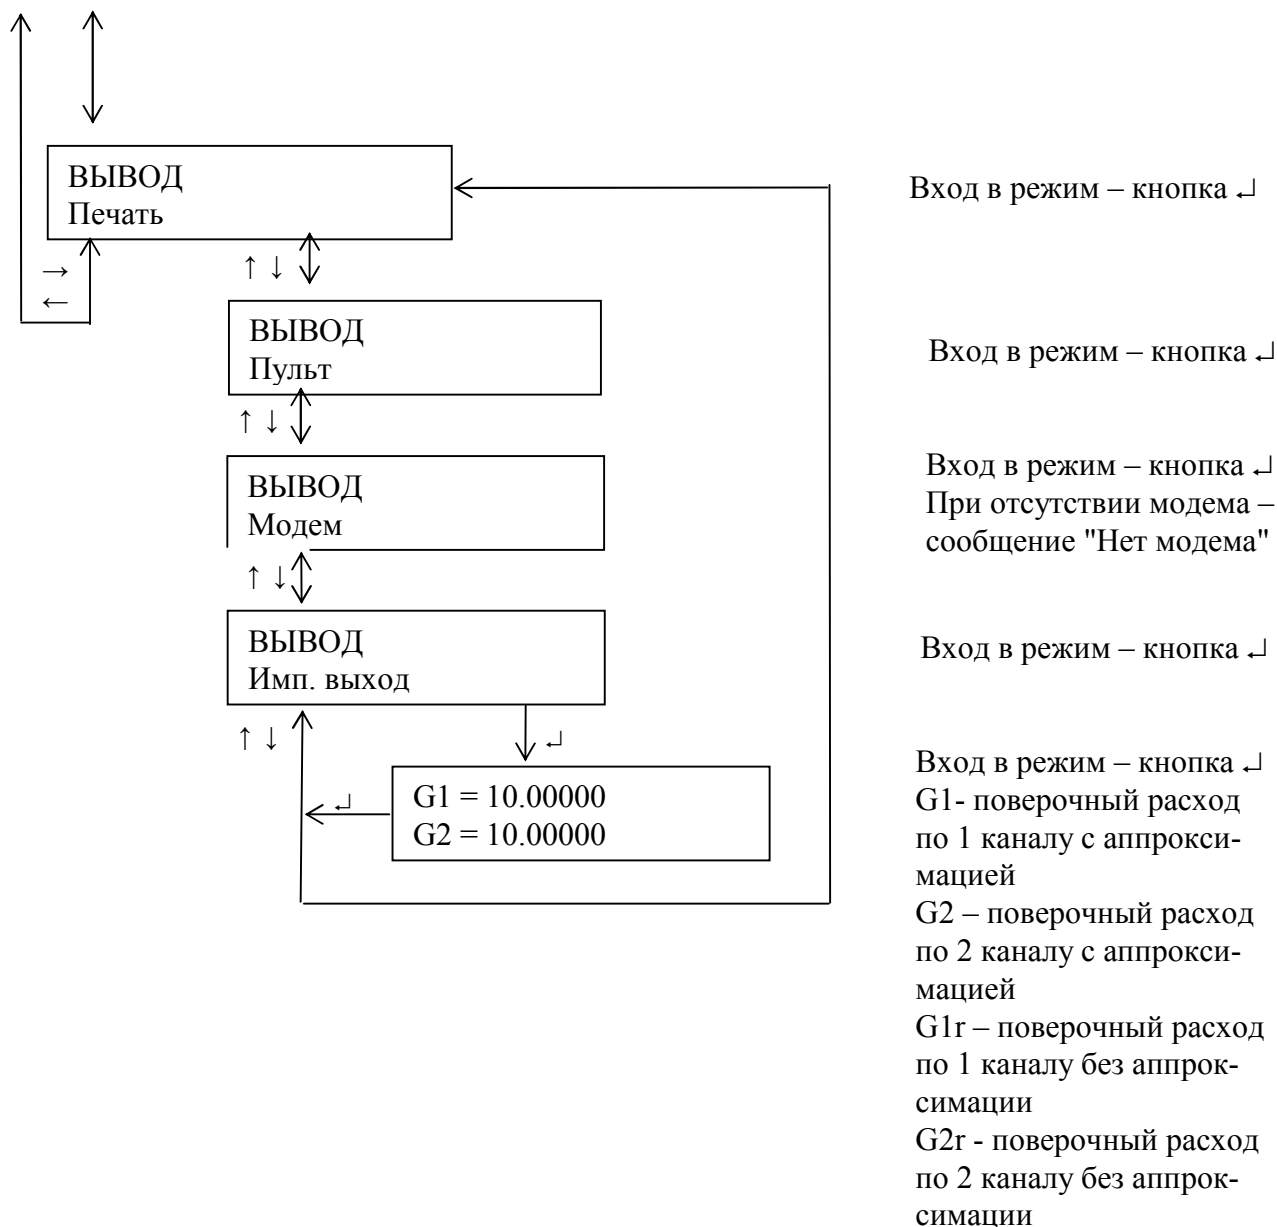 ВЫВОД
Печать
Вход в режим – кнопка ↵
→
←
↑ ↓
ВЫВОД
Пульт
Вход в режим – кнопка ↵
↑ ↓
ВЫВОД
Модем
Вход в режим – кнопка ↵
При отсутствии модема –
сообщение "Нет модема"
↑ ↓
ВЫВОД
Имп. выход
Вход в режим – кнопка ↵
↑ ↓
↵
G1 = 10.00000
G2 = 10.00000
↵
Вход в режим – кнопка ↵
G1- поверочный расход
по 1 каналу с аппрокси-
мацией
G2 – поверочный расход
по 2 каналу с аппрокси-
мацией
G1r – поверочный расход
по 1 каналу без аппрок-
симации
G2r - поверочный расход
по 2 каналу без аппрок-
симации